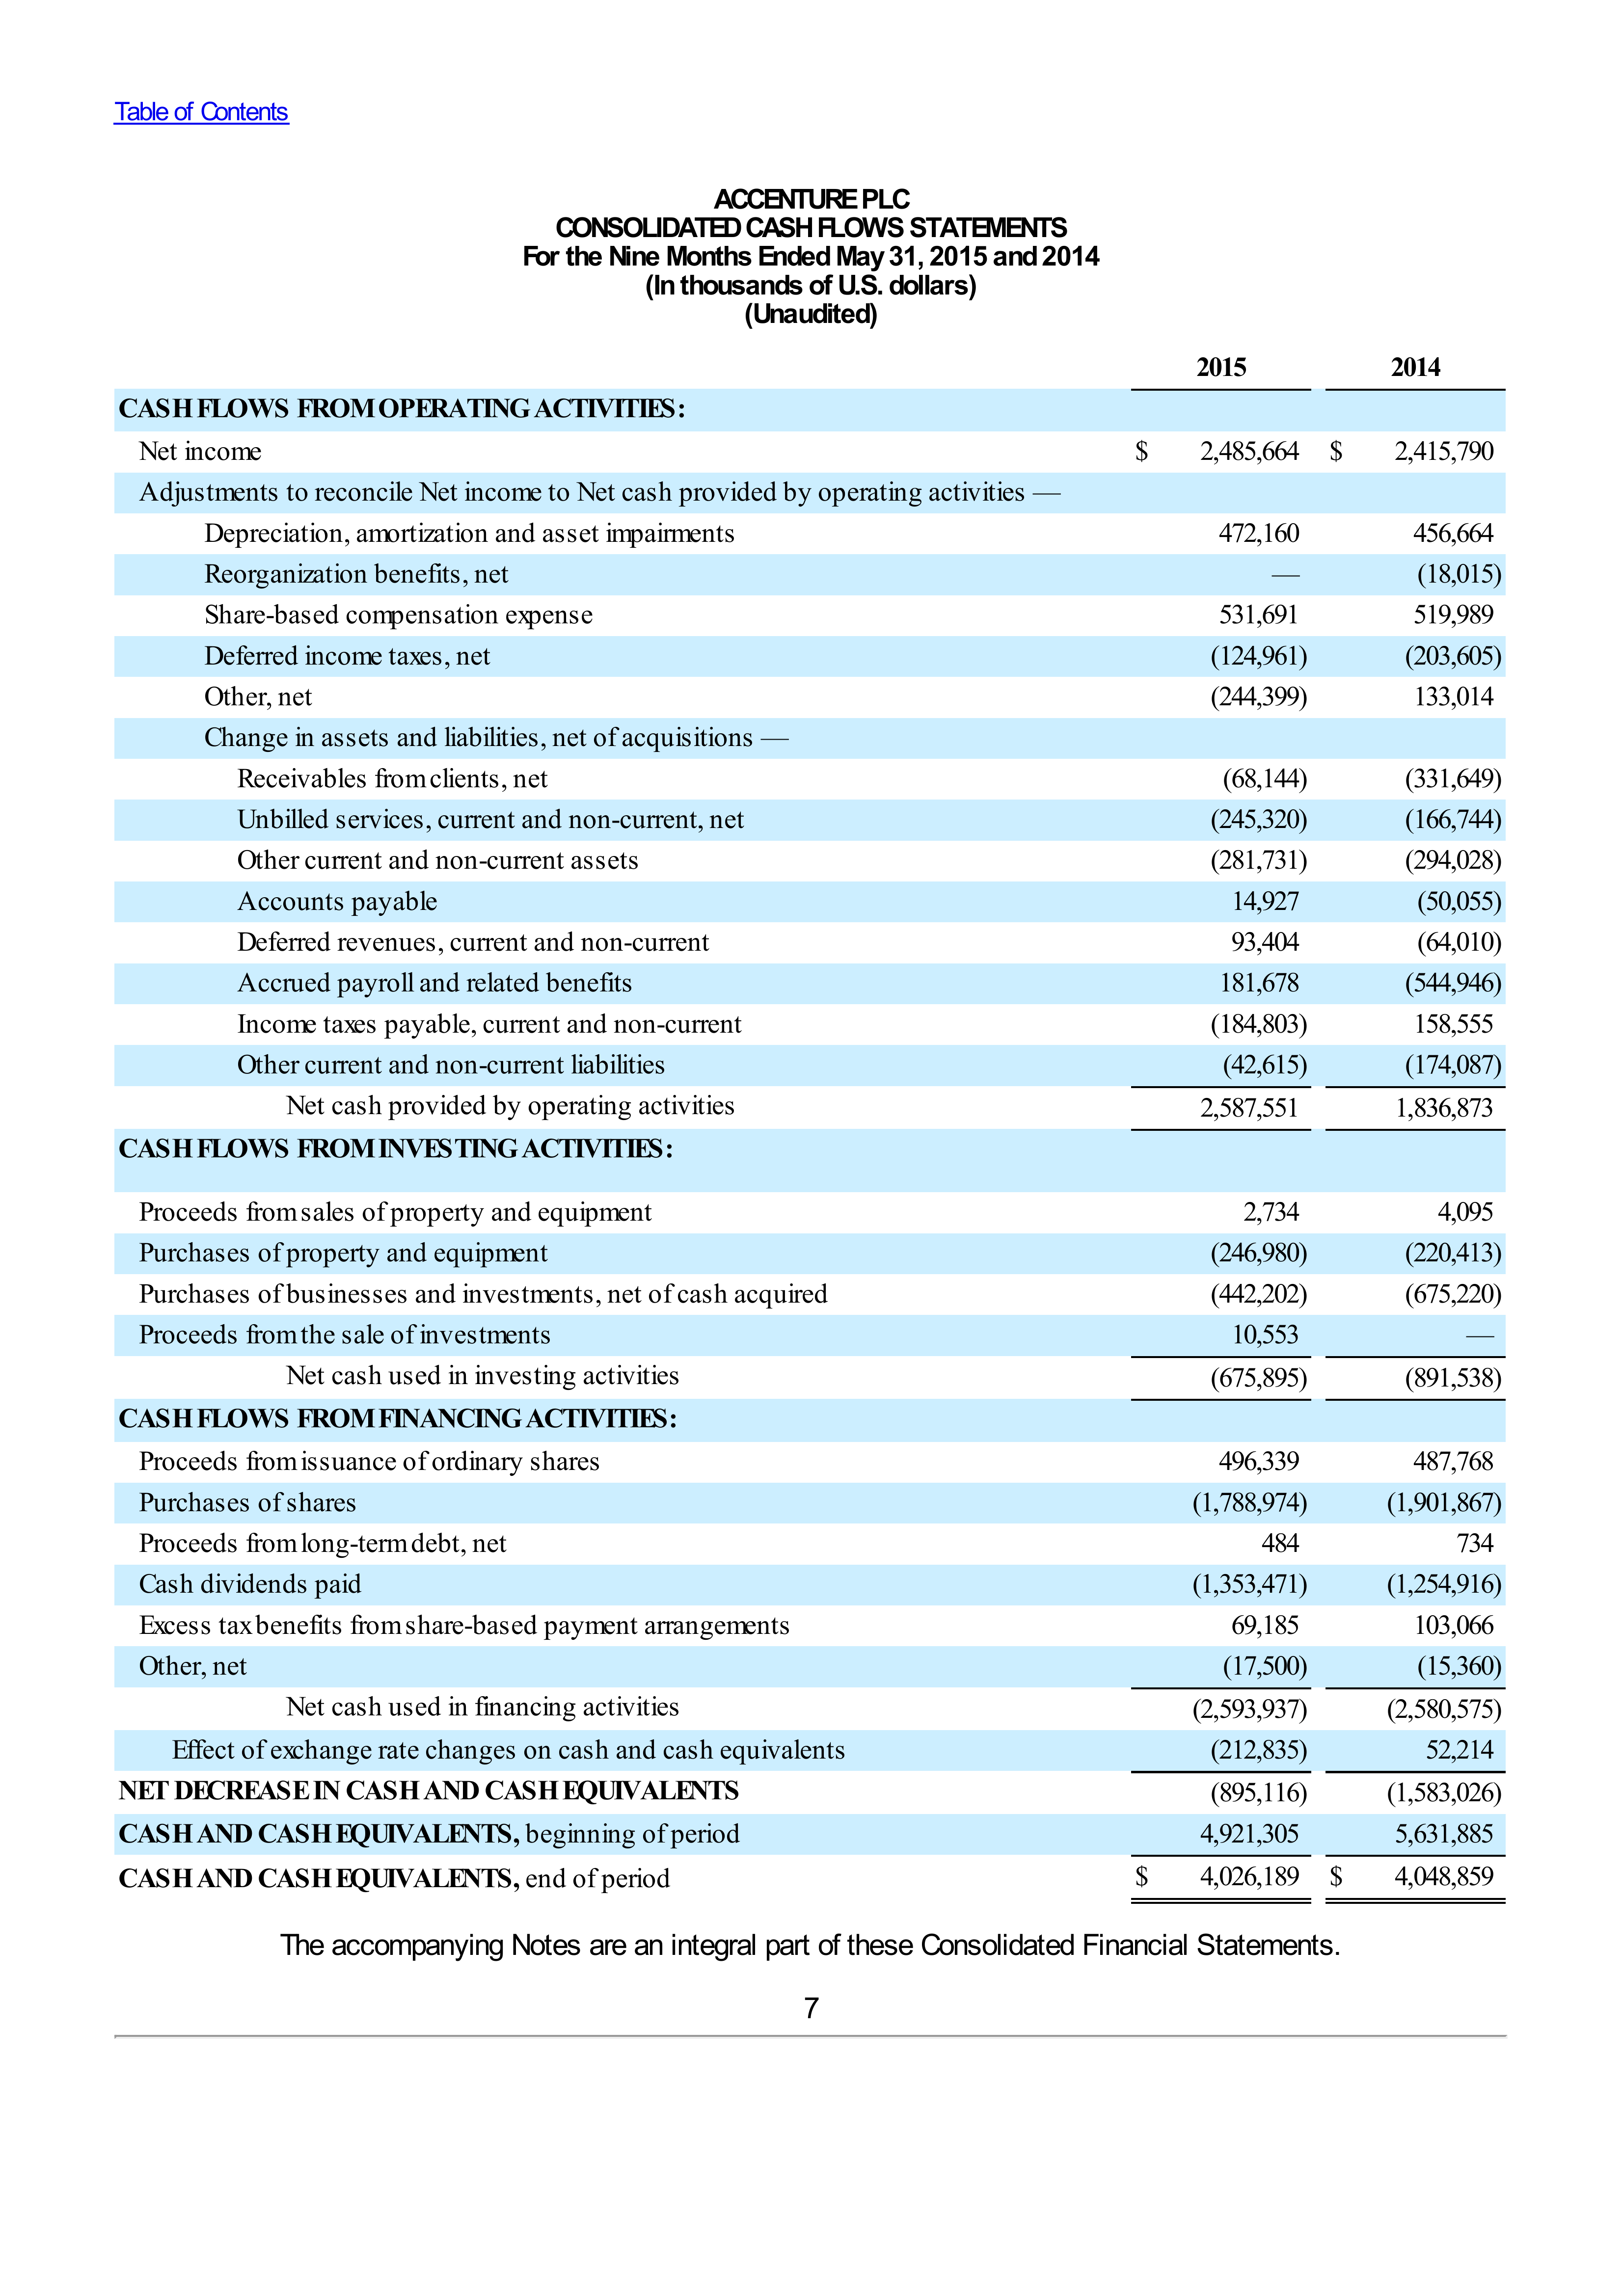 Table of Contents
ACCENTURE PLC
CONSOLIDATED CASH FLOWS STATEMENTS
For the Nine Months Ended May 31, 2015 and 2014
(In thousands of U.S. dollars)
(Unaudited)
2015 2014
CASH FLOWS FROM OPERATING ACTIVITIES:
Net income $ 2,485,664 $ 2,415,790
Adjustments to reconcile Net income to Net cash provided by operating activities —
Depreciation, amortization and asset impairments 472,160 456,664
Reorganization benefits, net — (18,015)
Share-based compensation expense 531,691 519,989
Deferred income taxes, net (124,961) (203,605)
Other, net (244,399) 133,014
Change in assets and liabilities, net of acquisitions —
Receivables from clients, net (68,144) (331,649)
Unbilled services, current and non-current, net (245,320) (166,744)
Other current and non-current assets (281,731) (294,028)
Accounts payable 14,927 (50,055)
Deferred revenues, current and non-current 93,404 (64,010)
Accrued payroll and related benefits 181,678 (544,946)
Income taxes payable, current and non-current (184,803) 158,555
Other current and non-current liabilities (42,615) (174,087)
Net cash provided by operating activities 2,587,551 1,836,873
CASH FLOWS FROM INVESTING ACTIVITIES:
Proceeds from sales of property and equipment 2,734 4,095
Purchases of property and equipment (246,980) (220,413)
Purchases of businesses and investments, net of cash acquired (442,202) (675,220)
Proceeds from the sale of investments 10,553 —
Net cash used in investing activities (675,895) (891,538)
CASH FLOWS FROM FINANCING ACTIVITIES:
Proceeds from issuance of ordinary shares 496,339 487,768
Purchases of shares (1,788,974) (1,901,867)
Proceeds from long-term debt, net 484 734
Cash dividends paid (1,353,471) (1,254,916)
Excess tax benefits from share-based payment arrangements 69,185 103,066
Other, net (17,500) (15,360)
Net cash used in financing activities (2,593,937) (2,580,575)
Effect of exchange rate changes on cash and cash equivalents (212,835) 52,214
NET DECREASE IN CASH AND CASH EQUIVALENTS (895,116) (1,583,026)
CASH AND CASH EQUIVALENTS, beginning of period 4,921,305 5,631,885
CASH AND CASH EQUIVALENTS, end of period $ 4,026,189 $ 4,048,859
The accompanying Notes are an integral part of these Consolidated Financial Statements.
7